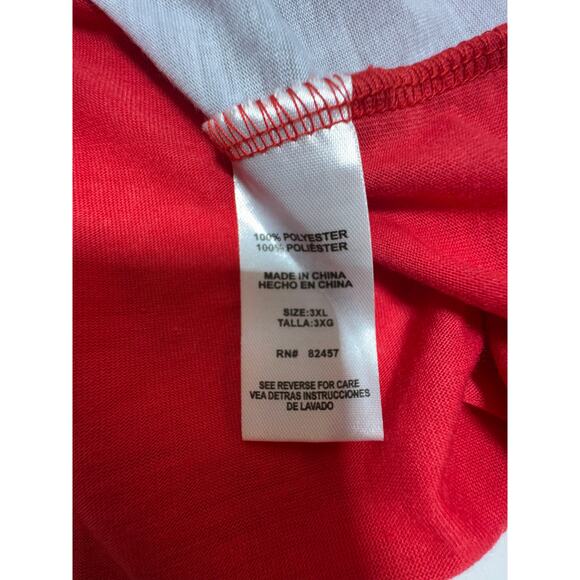 100% POLYESTER
100% POLIÉSTER
MADE IN CHINA
HECHO EN CHINA
SIZE:3XL
TALLA:3XG
RN# 82457
SEE REVERSE FOR CARE
VEA DETRAS INSTRUCCIONES
DE LAVADO